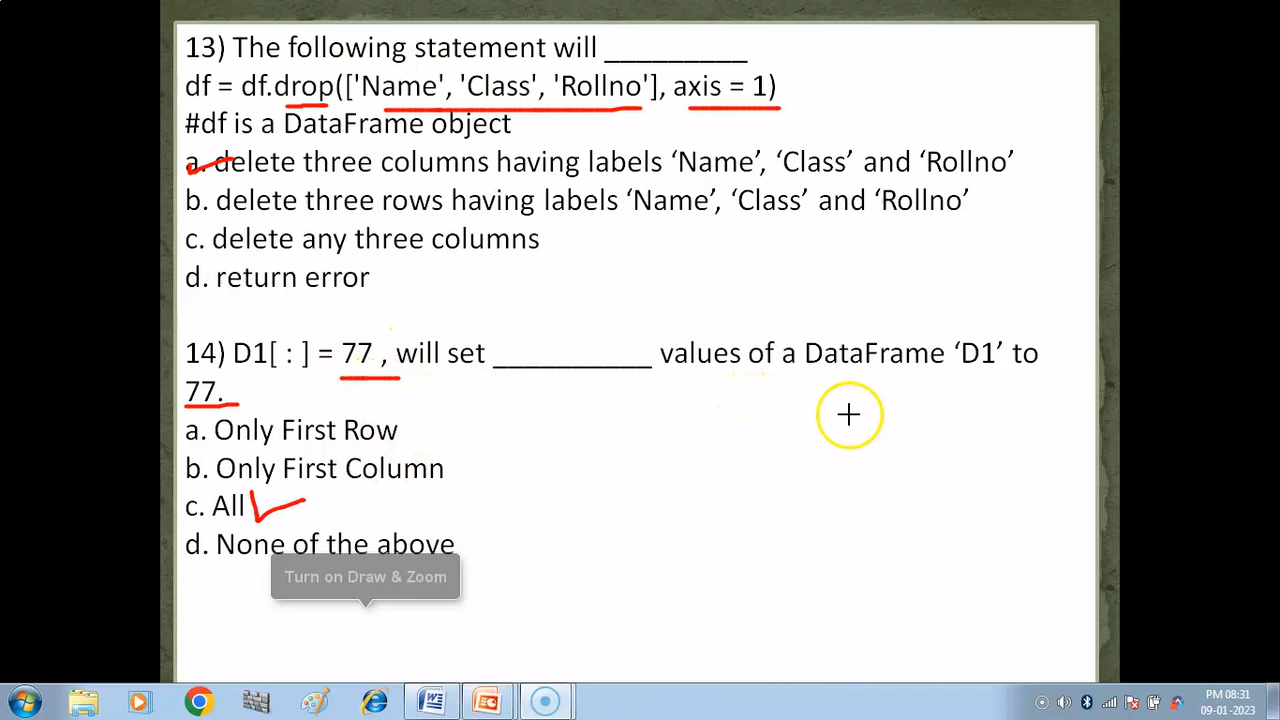 13) The following statement will _________
df = df.drop(['Name', 'Class', 'Rollno'], axis = 1)
#df is a DataFrame object
a. delete three columns having labels ‘Name’, ‘Class’ and ‘Rollno’
b. delete three rows having labels ‘Name’, ‘Class’ and ‘Rollno’
c. delete any three columns
d. return error
14) D1[ : ] = 77 , will set __________ values of a DataFrame ‘D1’ to
77.
a. Only First Row
b. Only First Column
c. All
d. None of the above
Turn on Draw & Zoom
PM 08:31
09-01-2023